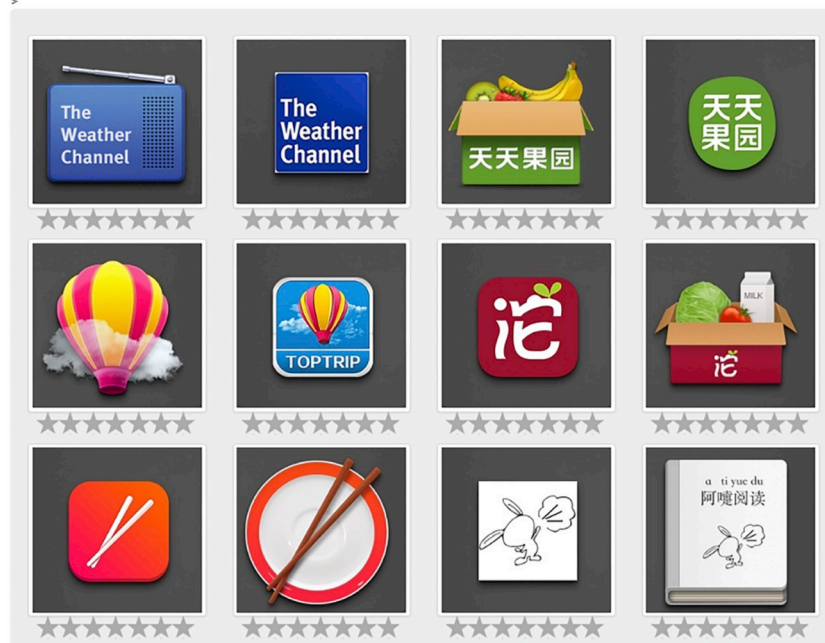 >
The
Weather
Channel
The
Weather
Channel
天天果园
天天
果园
TOPTRIP
MILK
a ti yue du
阿嚏阅读